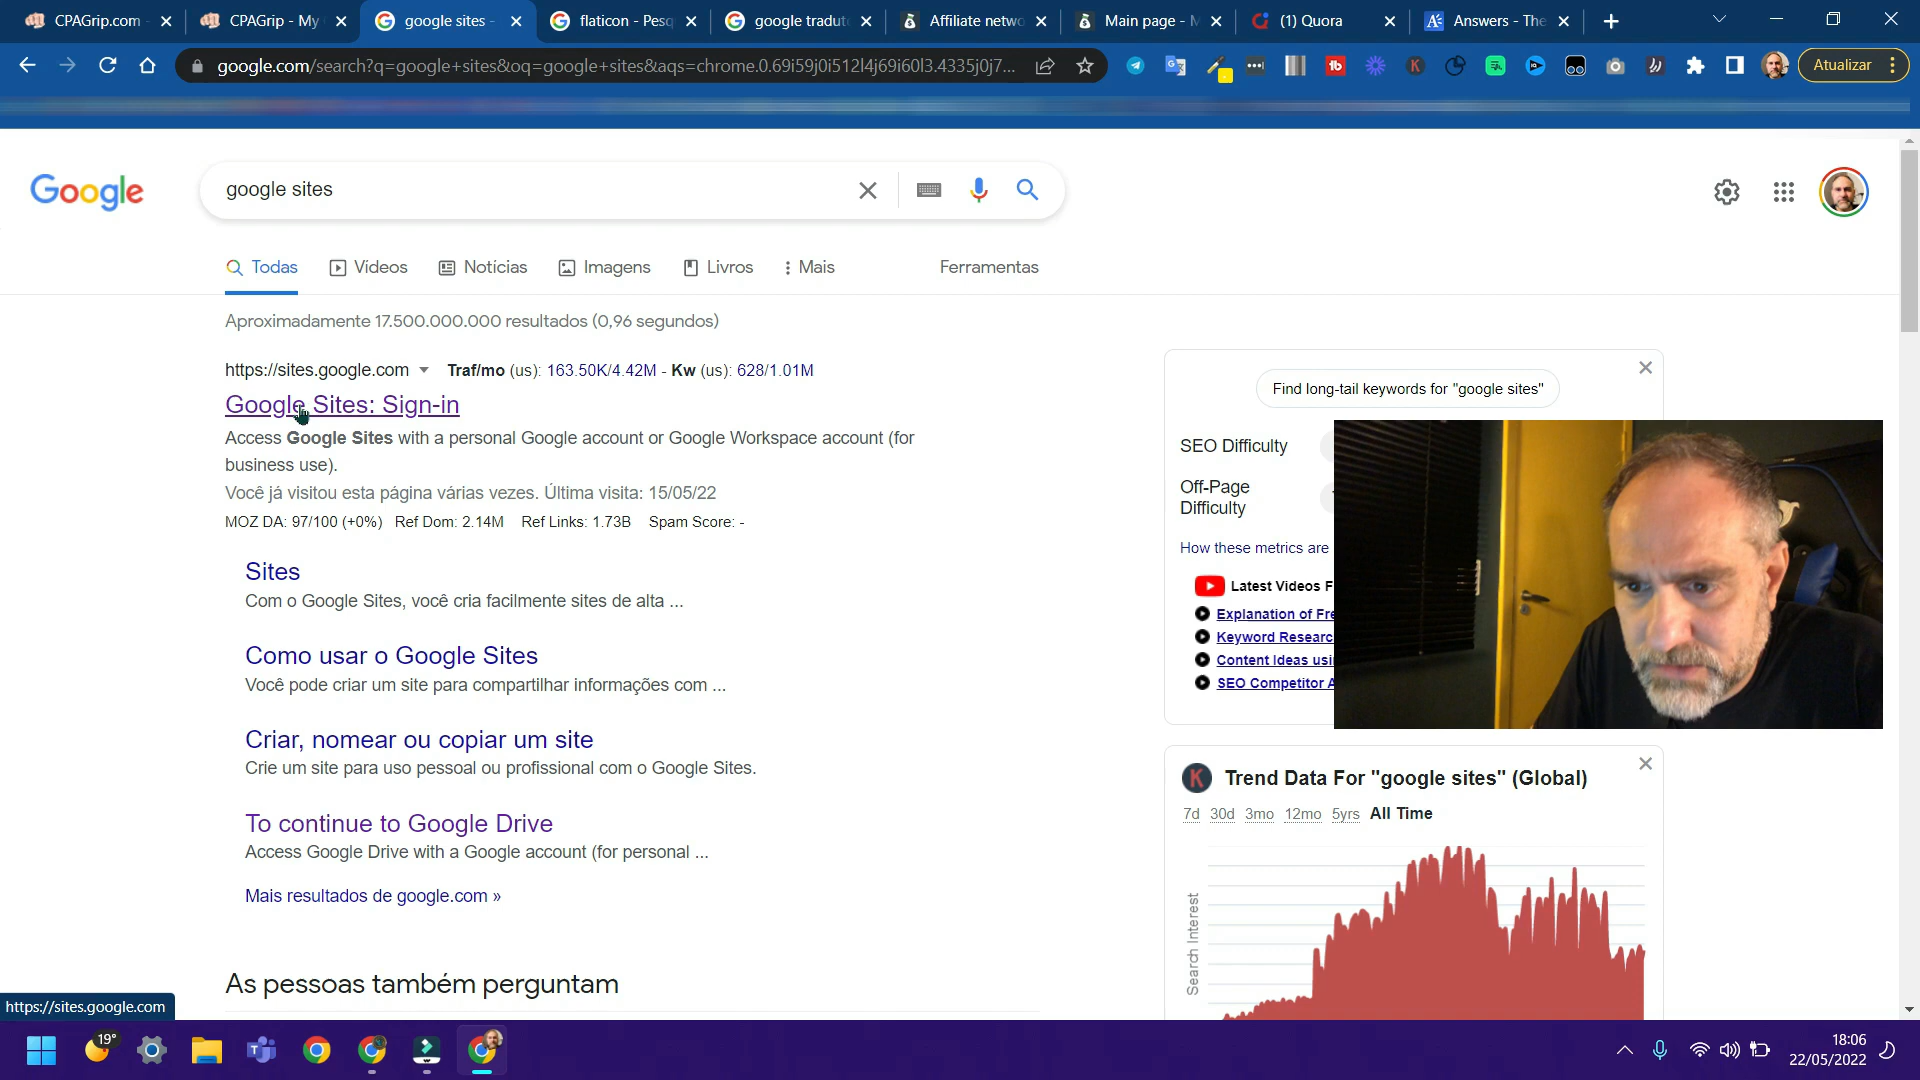 CPAGrip.com
CPAGrip - My
google sites -
flaticon - Pesq
google tradut
Affiliate netwo
Main page - M
(1) Quora
Answers - The
google.com/search?q=google+sites&oq=google+sites&aqs=chrome.0.69i59j0i512l4j69i60l3.4335j0j7...
Atualizar
Google
google sites
Todas
Vídeos
Notícias
Imagens
Livros
Mais
Ferramentas
Aproximadamente 17.500.000.000 resultados (0,96 segundos)
https://sites.google.com
Traf/mo (us): 163.50K/4.42M - Kw (us): 628/1.01M
Google Sites: Sign-in
Access Google Sites with a personal Google account or Google Workspace account (for
business use).
Você já visitou esta página várias vezes. Última visita: 15/05/22
MOZ DA: 97/100 (+0%) Ref Dom: 2.14M Ref Links: 1.73B Spam Score: -
Sites
Com o Google Sites, você cria facilmente sites de alta ...
Como usar o Google Sites
Você pode criar um site para compartilhar informações com ...
Criar, nomear ou copiar um site
Crie um site para uso pessoal ou profissional com o Google Sites.
To continue to Google Drive
Access Google Drive with a Google account (for personal ...
Mais resultados de google.com »
As pessoas também perguntam
Find long-tail keywords for "google sites"
SEO Difficulty
Off-Page
Difficulty
How these metrics are
Latest Videos F
Explanation of Fre
Keyword Researc
Content Ideas usi
SEO Competitor A
K
Trend Data For "google sites" (Global)
7d 30d 3mo 12mo 5yrs All Time
Search Interest
https://sites.google.com
19°
18:06
22/05/2022